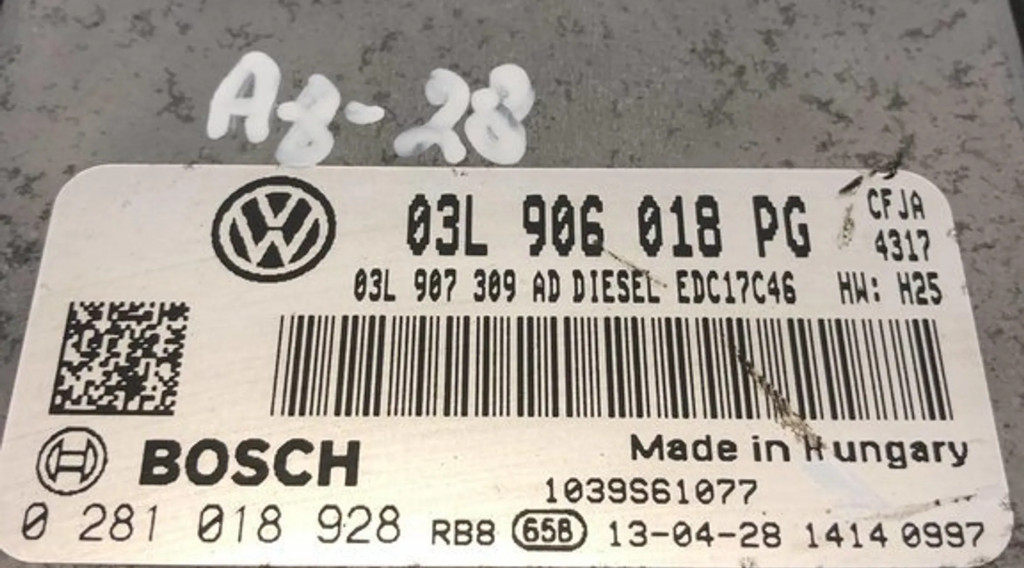 A8-28
03L 906 018 PG CFJA
4317
03L 907 309 AD DIESEL EDC17C46 HW: H25
BOSCH
Made in Hungary
1039S61077
0 281 018 928 RB8 65B 13-04-28 1414 0997